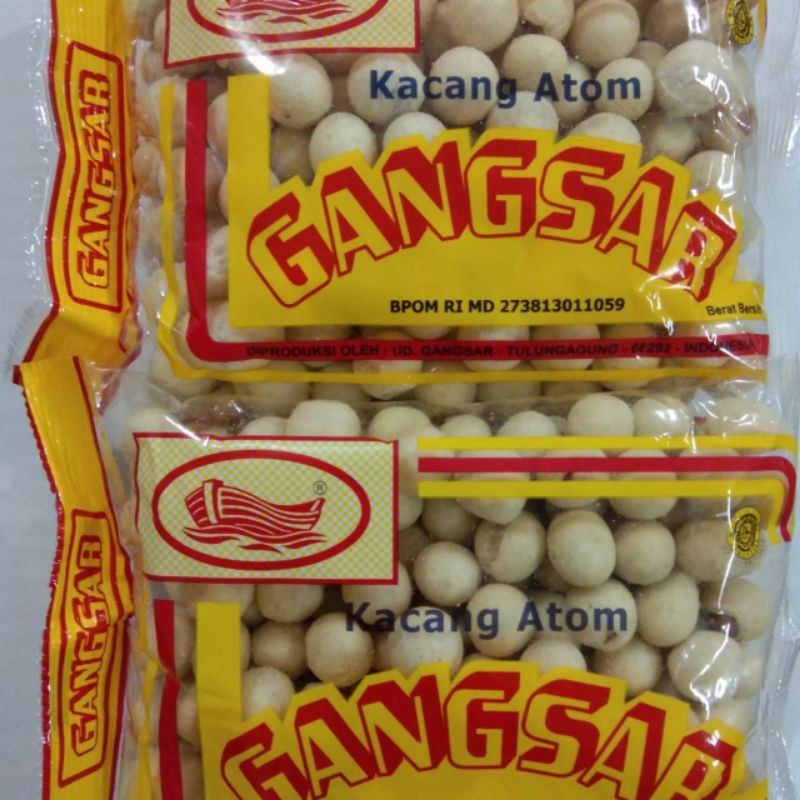 GANGSAR
Kacang Atom
GANGSAR
BPOM RI MD 273813011059
Berat Bersih
DIPRODUKSI OLEH : UD. GANGSAR - TULUNGAGUNG - 66292 - INDONESIA
GANGSAR
®
Kacang Atom
GANGSAR